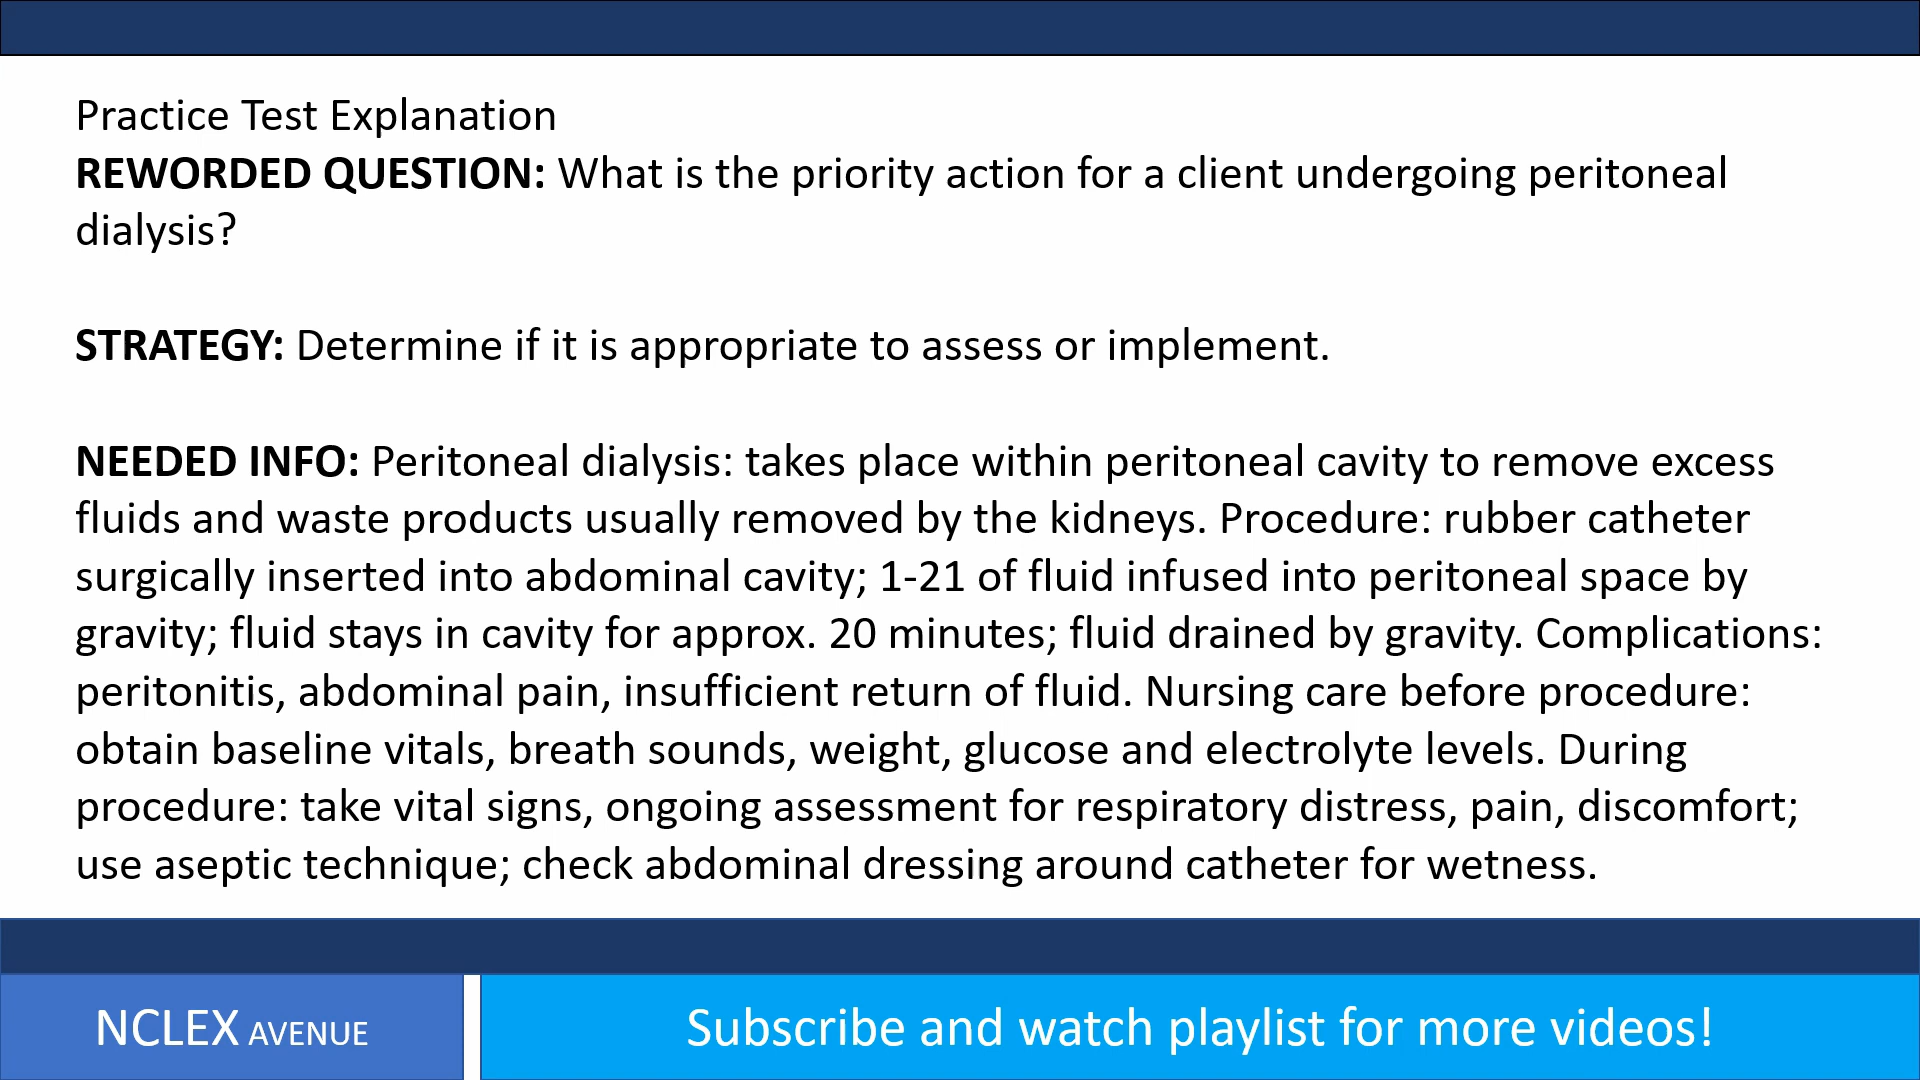 Practice Test Explanation
REWORDED QUESTION: What is the priority action for a client undergoing peritoneal
dialysis?
STRATEGY: Determine if it is appropriate to assess or implement.
NEEDED INFO: Peritoneal dialysis: takes place within peritoneal cavity to remove excess
fluids and waste products usually removed by the kidneys. Procedure: rubber catheter
surgically inserted into abdominal cavity; 1-21 of fluid infused into peritoneal space by
gravity; fluid stays in cavity for approx. 20 minutes; fluid drained by gravity. Complications:
peritonitis, abdominal pain, insufficient return of fluid. Nursing care before procedure:
obtain baseline vitals, breath sounds, weight, glucose and electrolyte levels. During
procedure: take vital signs, ongoing assessment for respiratory distress, pain, discomfort;
use aseptic technique; check abdominal dressing around catheter for wetness.
NCLEX AVENUE
Subscribe and watch playlist for more videos!